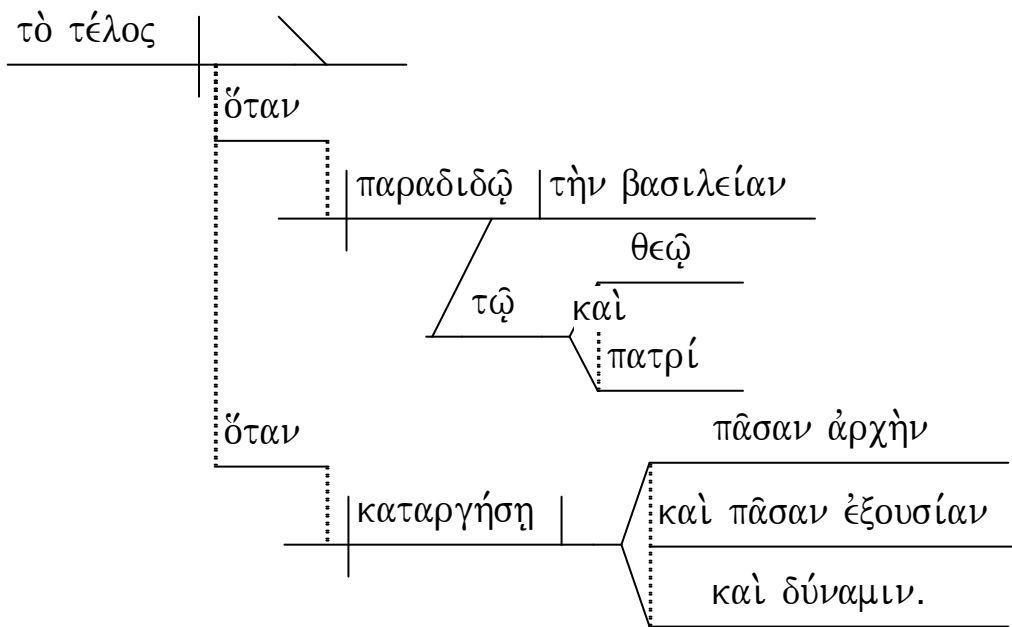 τὸ τέλος
ὅταν
παραδιδῷ τὴν βασιλείαν
θεῷ
τῷ καὶ
πατρί
ὅταν
πᾶσαν ἀρχὴν
καταργήσῃ καὶ πᾶσαν ἐξουσίαν
καὶ δύναμιν.